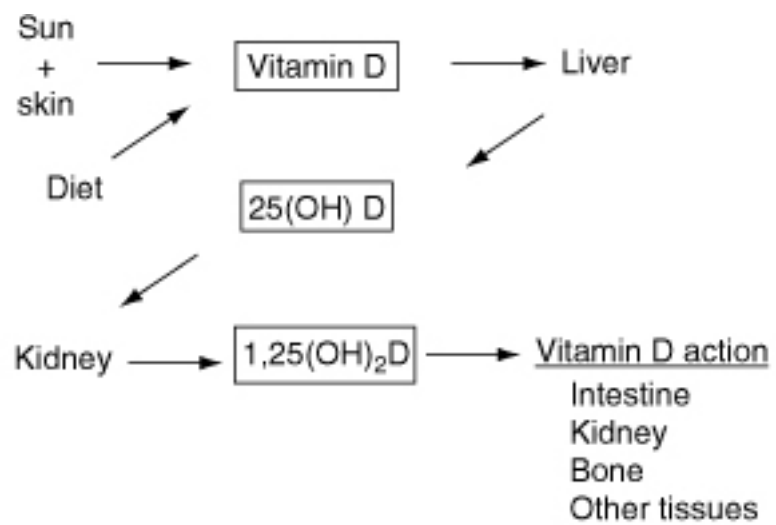 Sun
+
skin
Vitamin D
Liver
Diet
25(OH) D
Kidney
1,25(OH)₂D
Vitamin D action
Intestine
Kidney
Bone
Other tissues